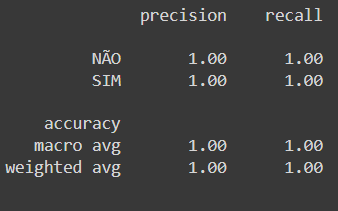 precision recall
NÃO 1.00 1.00
SIM 1.00 1.00
accuracy
macro avg 1.00 1.00
weighted avg 1.00 1.00